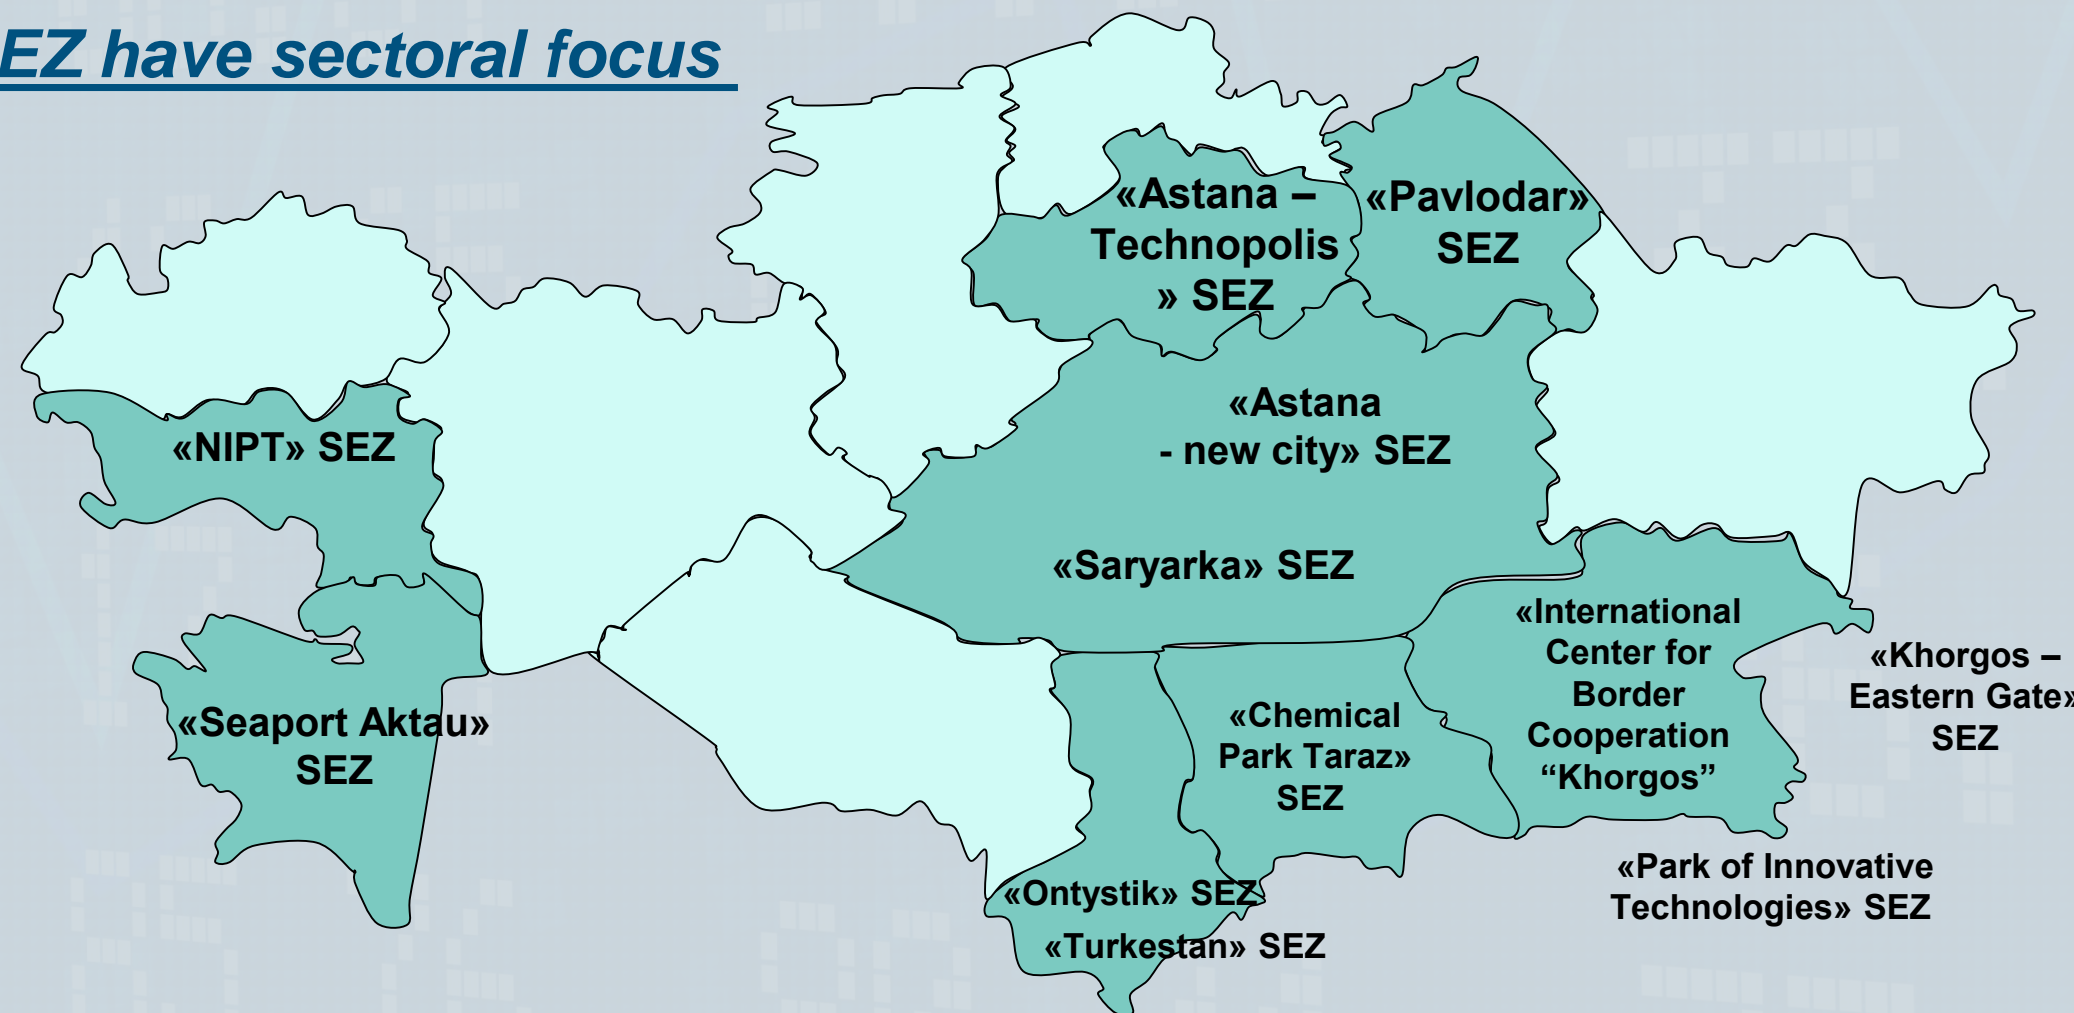 EZ have sectoral focus
«Astana –
Technopolis
» SEZ
«Pavlodar»
SEZ
«Astana
- new city» SEZ
«NIPT» SEZ
«Saryarka» SEZ
«International
Center for
Border
Cooperation
“Khorgos”
«Khorgos –
Eastern Gate»
SEZ
«Seaport Aktau»
SEZ
«Chemical
Park Taraz»
SEZ
«Park of Innovative
Technologies» SEZ
«Ontystik» SEZ
«Turkestan» SEZ